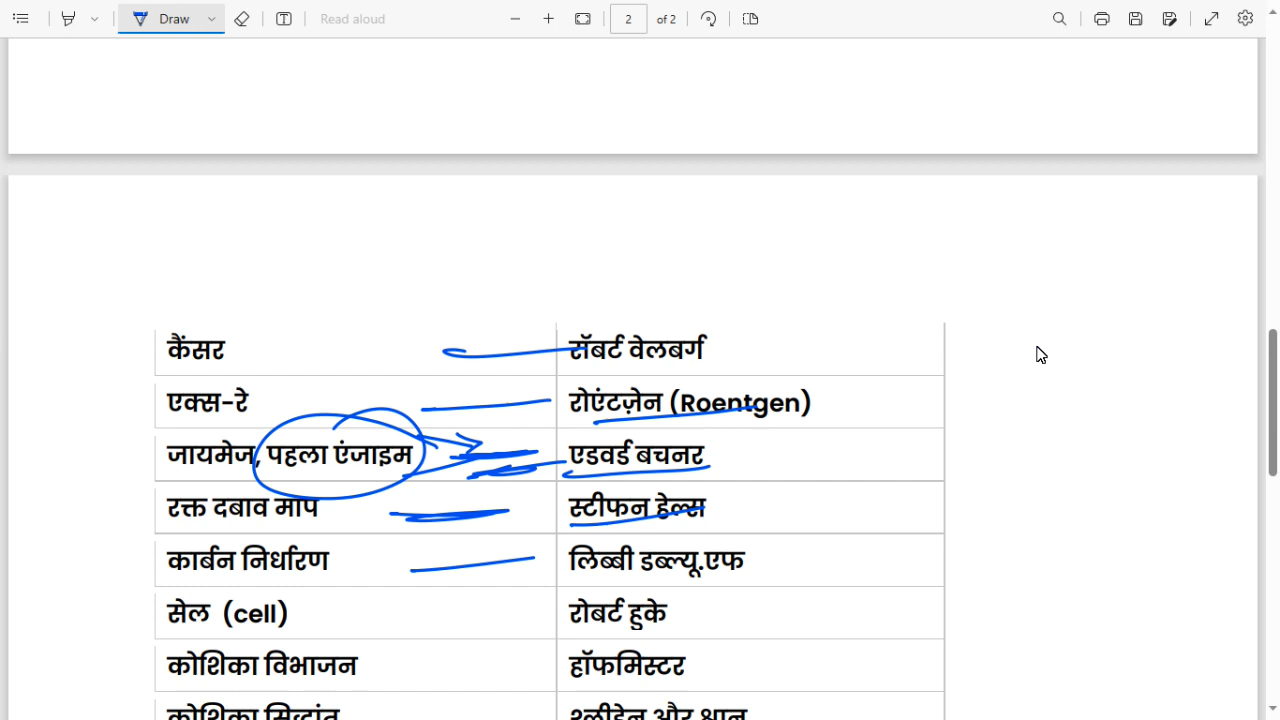 Draw Read aloud 2 of 2
कैंसर रॉबर्ट वेलबर्ग
एक्स-रे रोएंटज़ेन (Roentgen)
जायमेज, पहला एंजाइम एडवर्ड बचनर
रक्त दबाव माप स्टीफन हेल्स
कार्बन निर्धारण लिब्बी डब्ल्यू.एफ
सेल (cell) रोबर्ट हुके
कोशिका विभाजन हॉफमिस्टर
कोशिका सिद्धांत श्लीडेन और श्वान